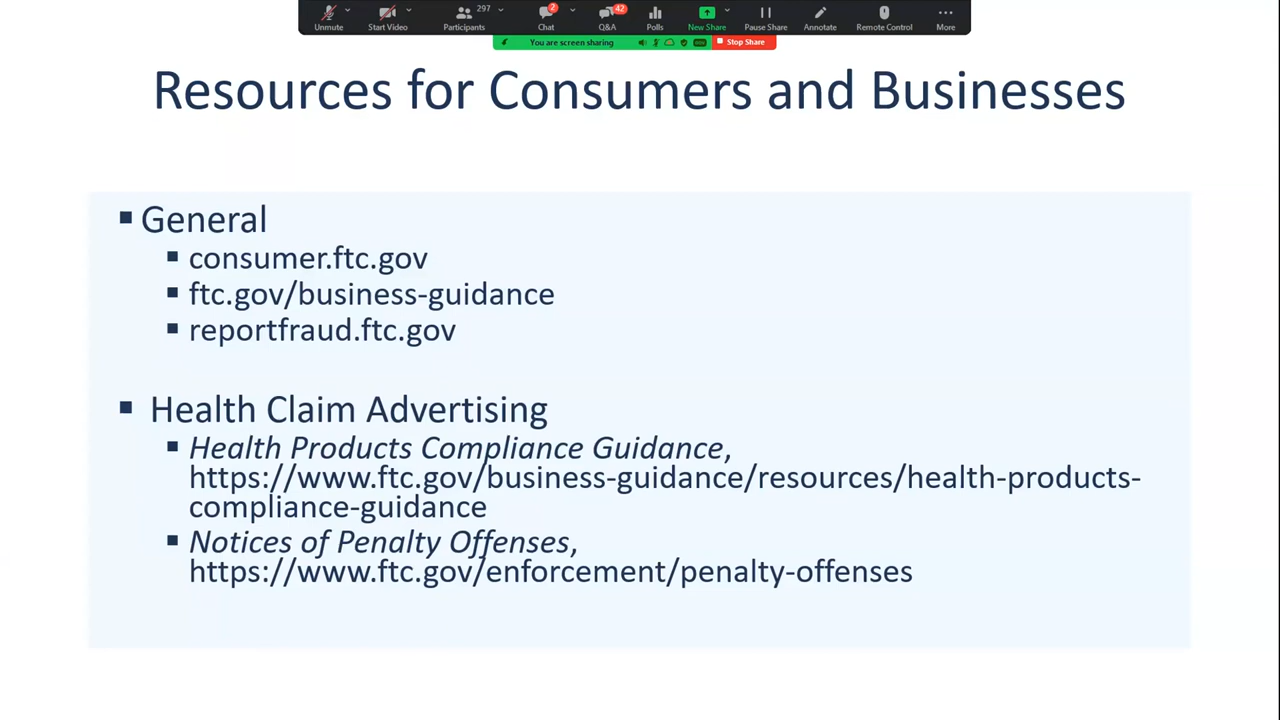 297 2 42
Unmute Start Video Participants Chat Q&A Polls New Share Pause Share Annotate Remote Control More
You are screen sharing Stop Share
Resources for Consumers and Businesses
▪ General
▪ consumer.ftc.gov
▪ ftc.gov/business-guidance
▪ reportfraud.ftc.gov
▪ Health Claim Advertising
▪ Health Products Compliance Guidance,
https://www.ftc.gov/business-guidance/resources/health-products-
compliance-guidance
▪ Notices of Penalty Offenses,
https://www.ftc.gov/enforcement/penalty-offenses